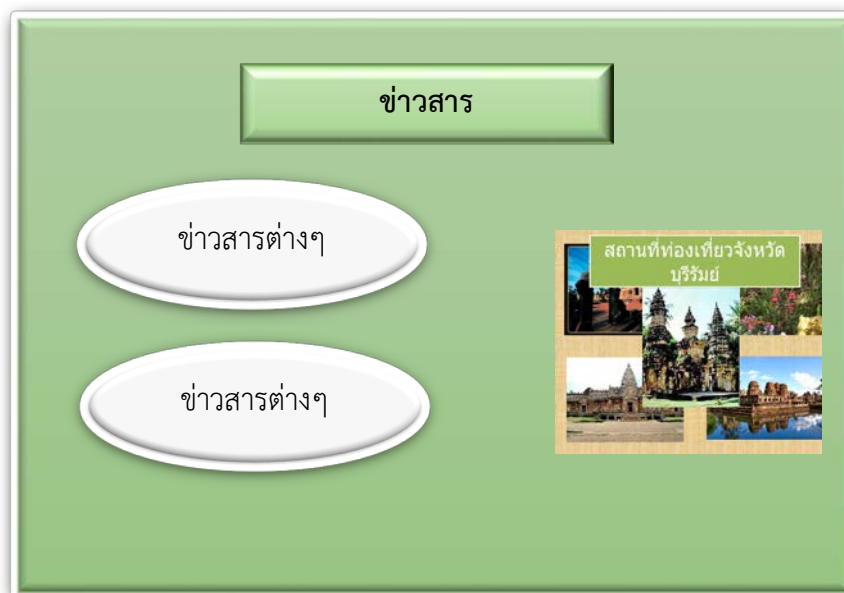 ข่าวสาร
ข่าวสารต่างๆ
ข่าวสารต่างๆ
สถานที่ท่องเที่ยวจังหวัด
บุรีรัมย์